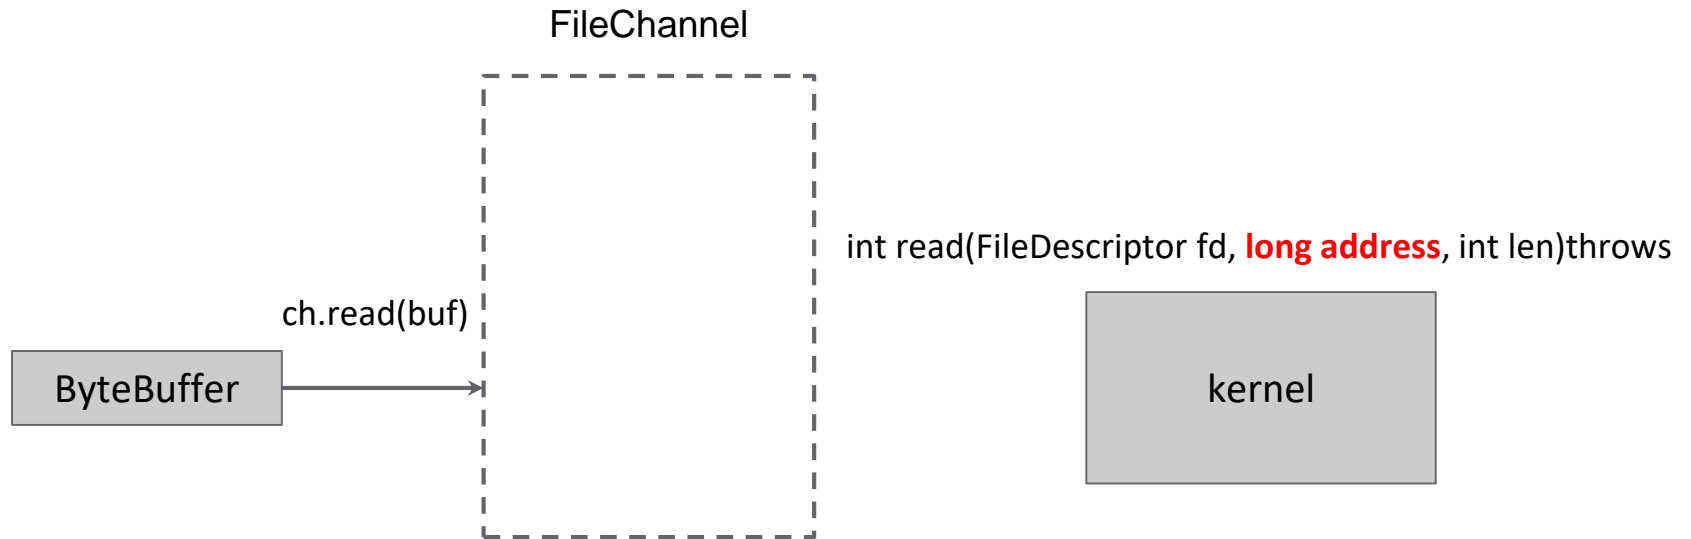 FileChannel
int read(FileDescriptor fd, long address, int len)throws
ch.read(buf)
ByteBuffer
kernel